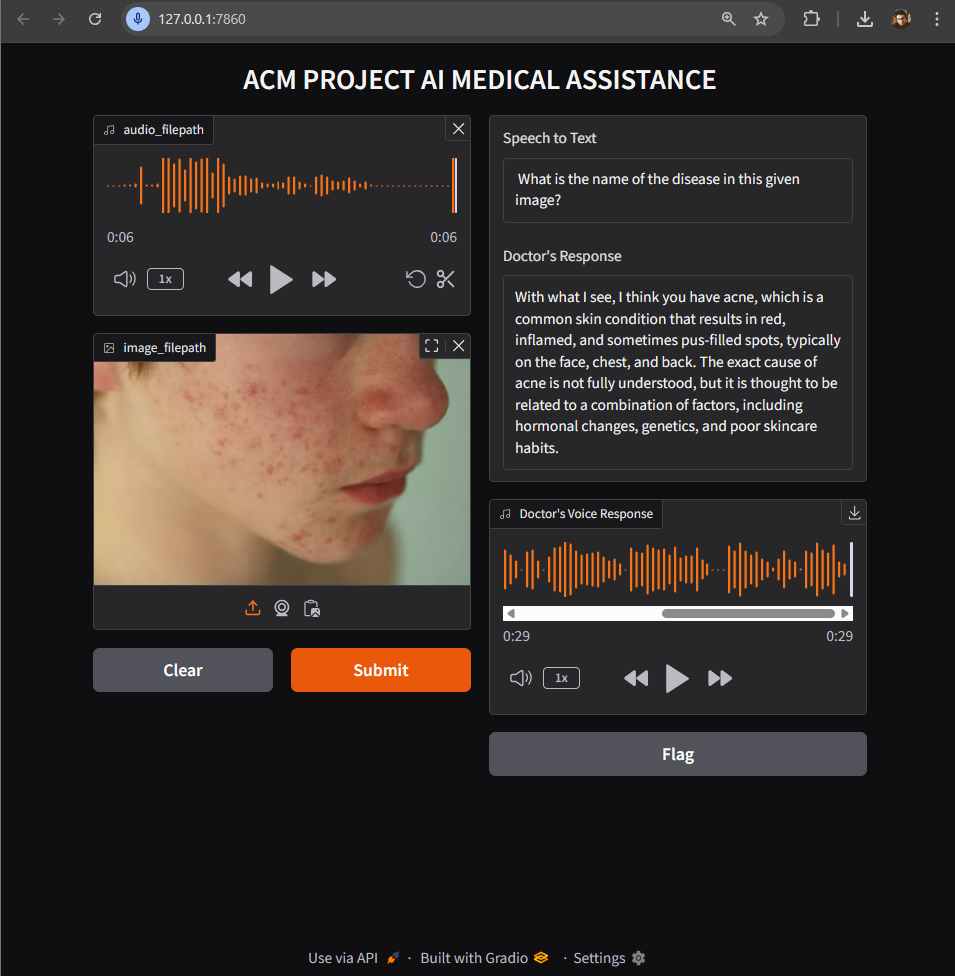 127.0.0.1:7860
ACM PROJECT AI MEDICAL ASSISTANCE
audio_filepath
0:06
0:06
1x
image_filepath
Clear
Submit
Speech to Text
What is the name of the disease in this given
image?
Doctor's Response
With what I see, I think you have acne, which is a
common skin condition that results in red,
inflamed, and sometimes pus-filled spots, typically
on the face, chest, and back. The exact cause of
acne is not fully understood, but it is thought to be
related to a combination of factors, including
hormonal changes, genetics, and poor skincare
habits.
Doctor's Voice Response
0:29
0:29
1x
Flag
Use via API · Built with Gradio · Settings